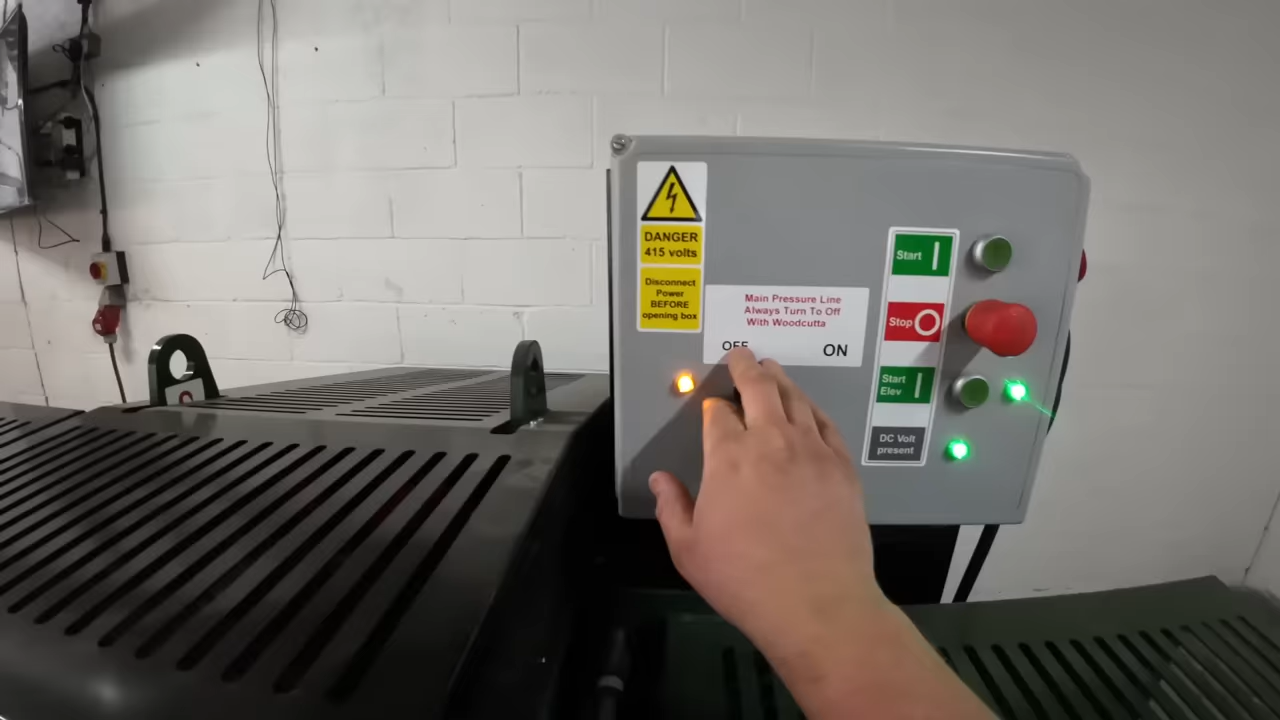 DANGER
415 volts
Disconnect
Power
BEFORE
opening box
Main Pressure Line
Always Turn To Off
With Woodcutta
OFF ON
Start
Stop
Start
Elev
DC Volt
present